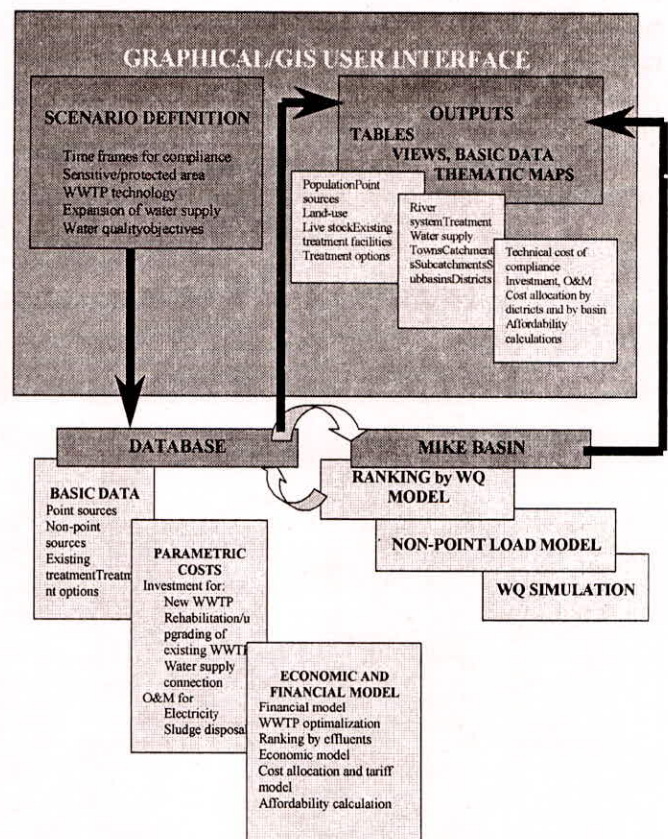 GRAPHICAL/GIS USER INTERFACE
SCENARIO DEFINITION
Time frames for compliance
Sensitive/protected area
WWTP technology
Expansion of water supply
Water qualityobjectives
OUTPUTS
TABLES
VIEWS, BASIC DATA
THEMATIC MAPS
PopulationPoint
sources
Land-use
Live stockExisting
treatment facilities
Treatment options
River
systemTreatment
Water supply
TownsCatchment
sSubcatchmentsS
ubbasinsDistricts
Technical cost of
compliance
Investment, O&M
Cost allocation by
dictricts and by basin
Affordability
calculations
DATABASE
MIKE BASIN
BASIC DATA
Point sources
Non-point
sources
Existing
treatmentTreatm
nt options
PARAMETRIC
COSTS
Investment for:
New WWTP
Rehabilitation/u
pgrading of
existing WWTP
Water supply
connection
O&M for
Electricity
Sludge disposal
ECONOMIC AND
FINANCIAL MODEL
Financial model
WWTP optimalization
Ranking by effluents
Economic model
Cost allocation and tariff
model
Affordability calculation
RANKING by WQ
MODEL
NON-POINT LOAD MODEL
WQ SIMULATION